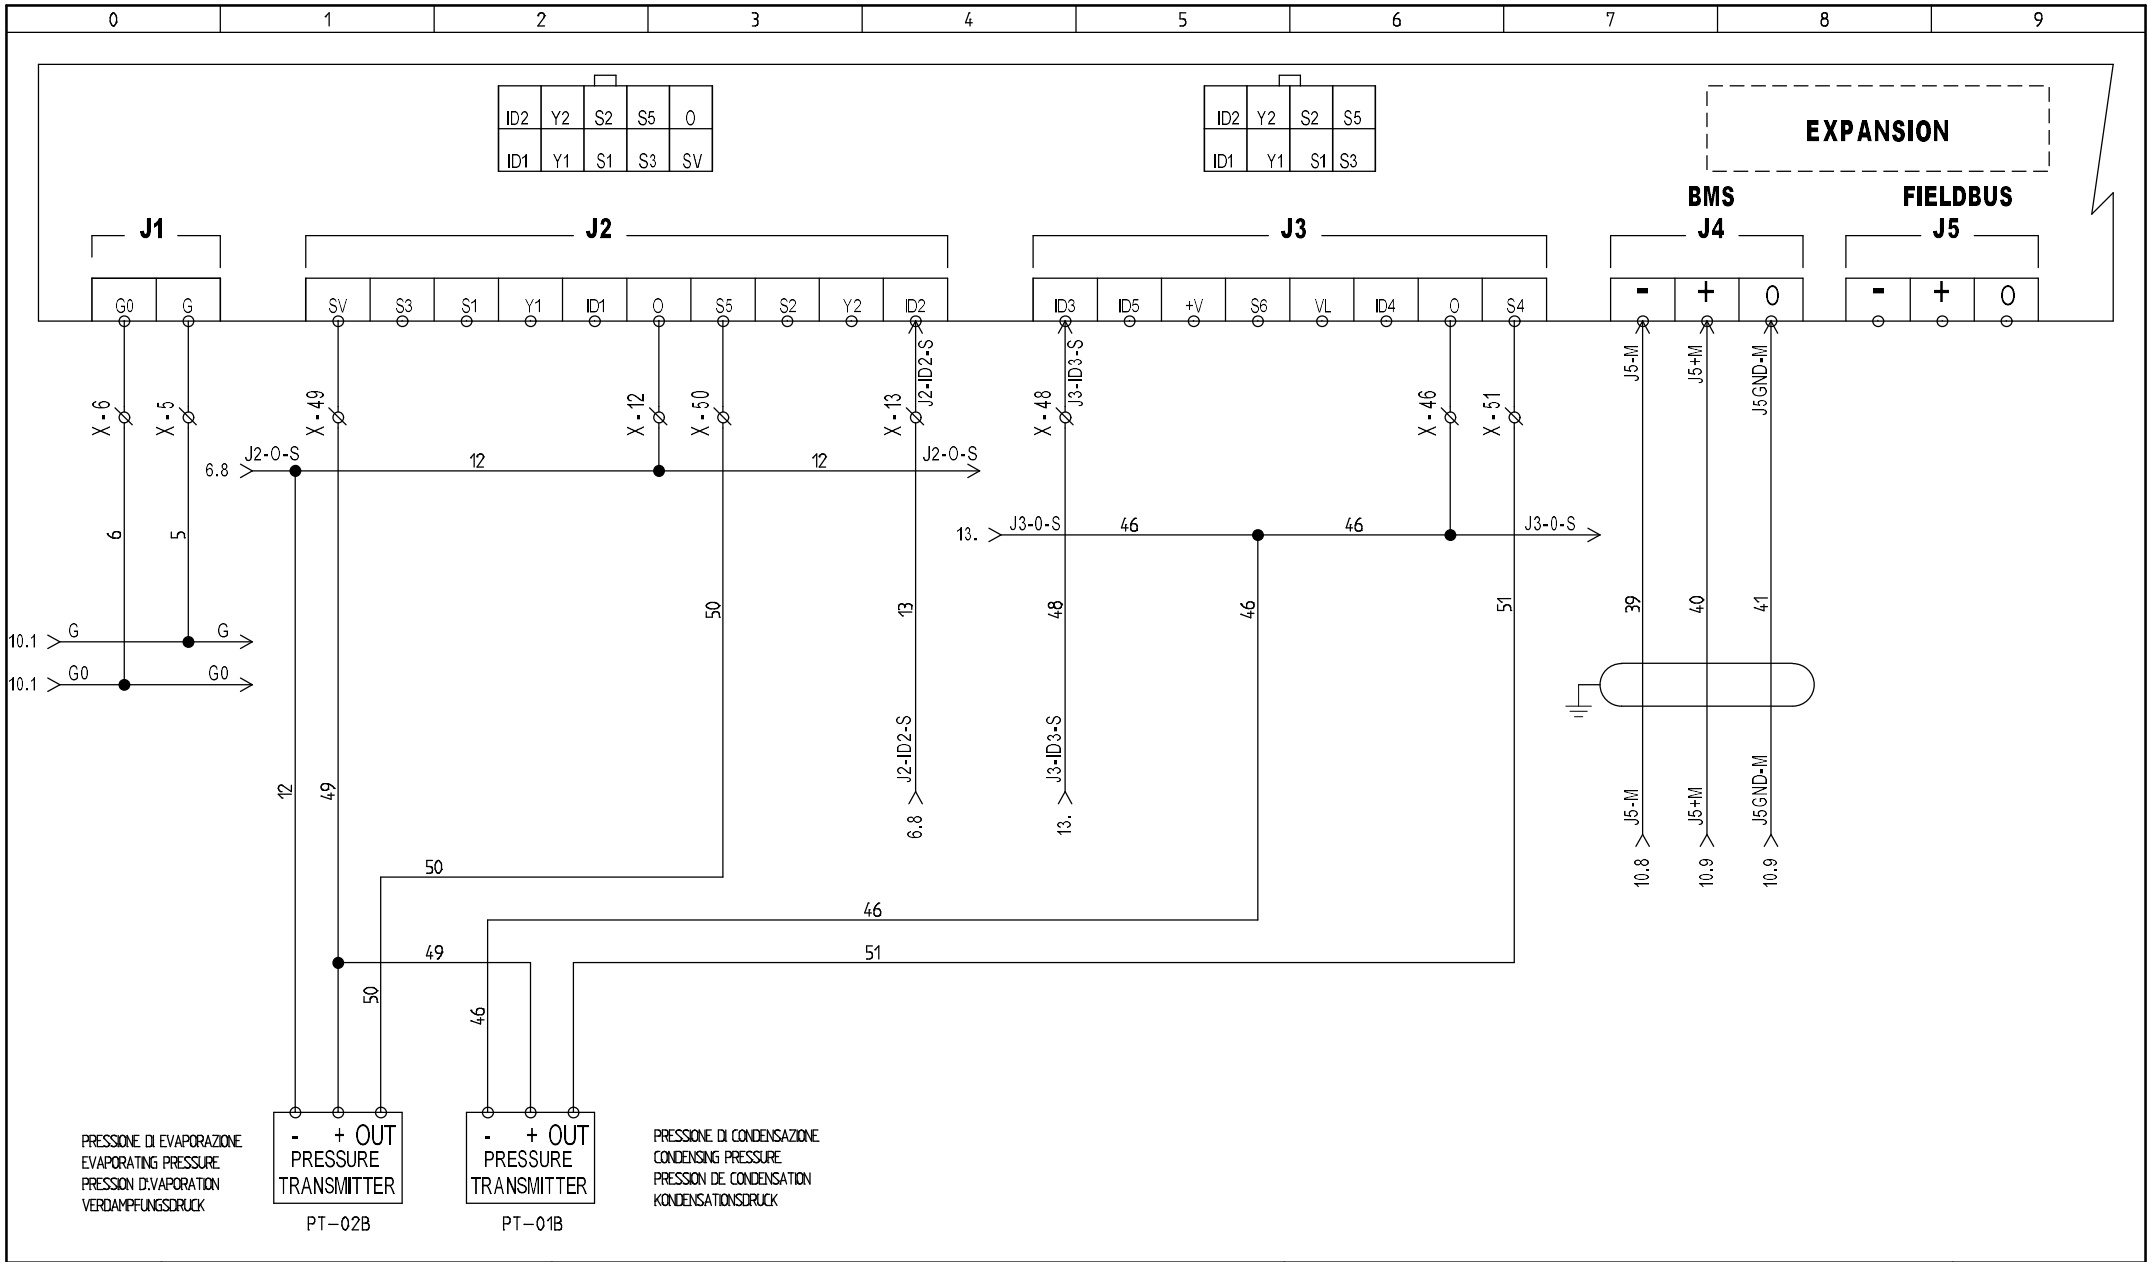 0 1 2 3 4 5 6 7 8 9
ID2 Y2 S2 S5 O
ID1 Y1 S1 S3 SV
ID2 Y2 S2 S5
ID1 Y1 S1 S3
EXPANSION
BMS
FIELDBUS
J1 J2 J3 J4 J5
G0 G
SV S3 S1 Y1 ID1 O S5 S2 Y2 ID2
ID3 ID5 +V S6 VL ID4 O S4
- + O
- + O
J2-ID2-S
J3-ID3-S
J5-M
J5+M
J5GND-M
X - 6
X - 5
X - 49
X - 12
X - 50
X - 13
X - 48
X - 46
X - 51
6.8 J2-O-S 12 12 J2-O-S
13. J3-0-S 46 46 J3-0-S
6
5
50
13
48
46
51
39
40
41
10.1 G G
10.1 G0 G0
12
49
J2-ID2-S
6.8
J3-ID3-S
13.
J5-M
10.8
J5+M
10.9
J5GND-M
10.9
50
46
49
51
50
46
- + OUT
PRESSURE
TRANSMITTER
PT-02B
- + OUT
PRESSURE
TRANSMITTER
PT-01B
PRESSIONE DI EVAPORAZIONE
EVAPORATING PRESSURE
PRESSION D'.VAPORATION
VERDAMPFUNGSDRUCK
PRESSIONE DI CONDENSAZIONE
CONDENSING PRESSURE
PRESSION DE CONDENSATION
KONDENSATIONSDRUCK